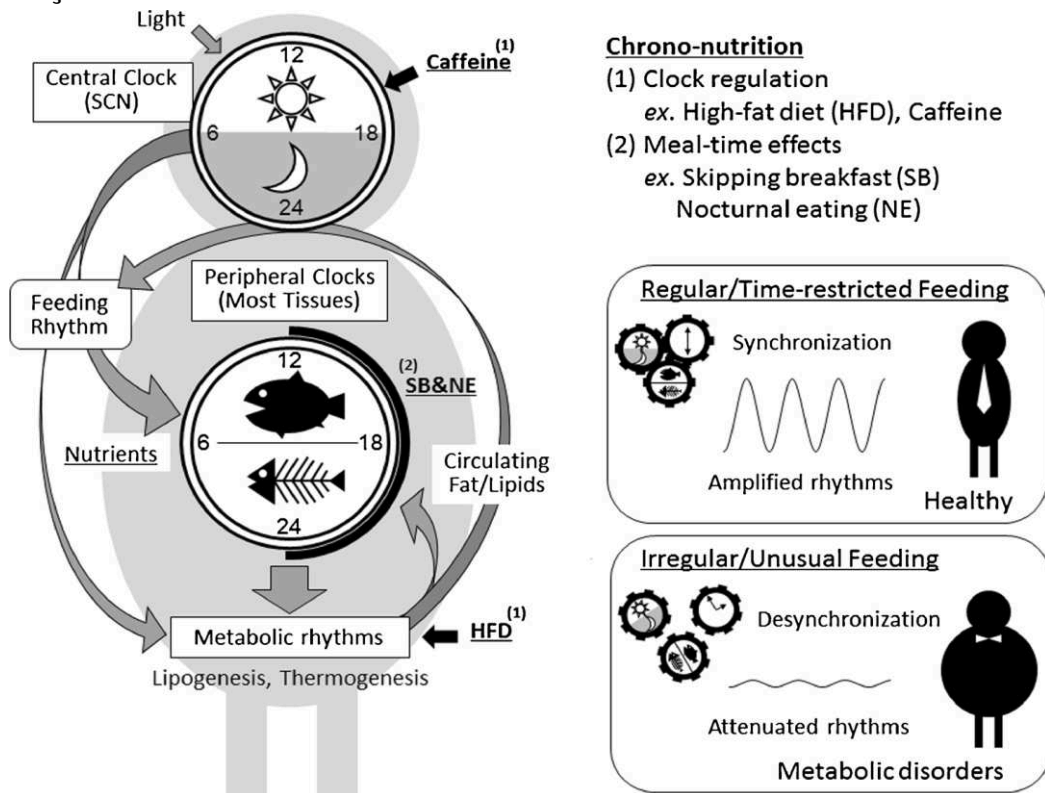 Light
Central Clock
(SCN)
12
6
18
24
Caffeine(1)
Feeding
Rhythm
Peripheral Clocks
(Most Tissues)
12
6
18
24
(2)
SB&NE
Nutrients
Circulating
Fat/Lipids
Metabolic rhythms
HFD(1)
Lipogenesis, Thermogenesis
Chrono-nutrition
(1) Clock regulation
ex. High-fat diet (HFD), Caffeine
(2) Meal-time effects
ex. Skipping breakfast (SB)
Nocturnal eating (NE)
Regular/Time-restricted Feeding
Synchronization
Amplified rhythms
Healthy
Irregular/Unusual Feeding
Desynchronization
Attenuated rhythms
Metabolic disorders